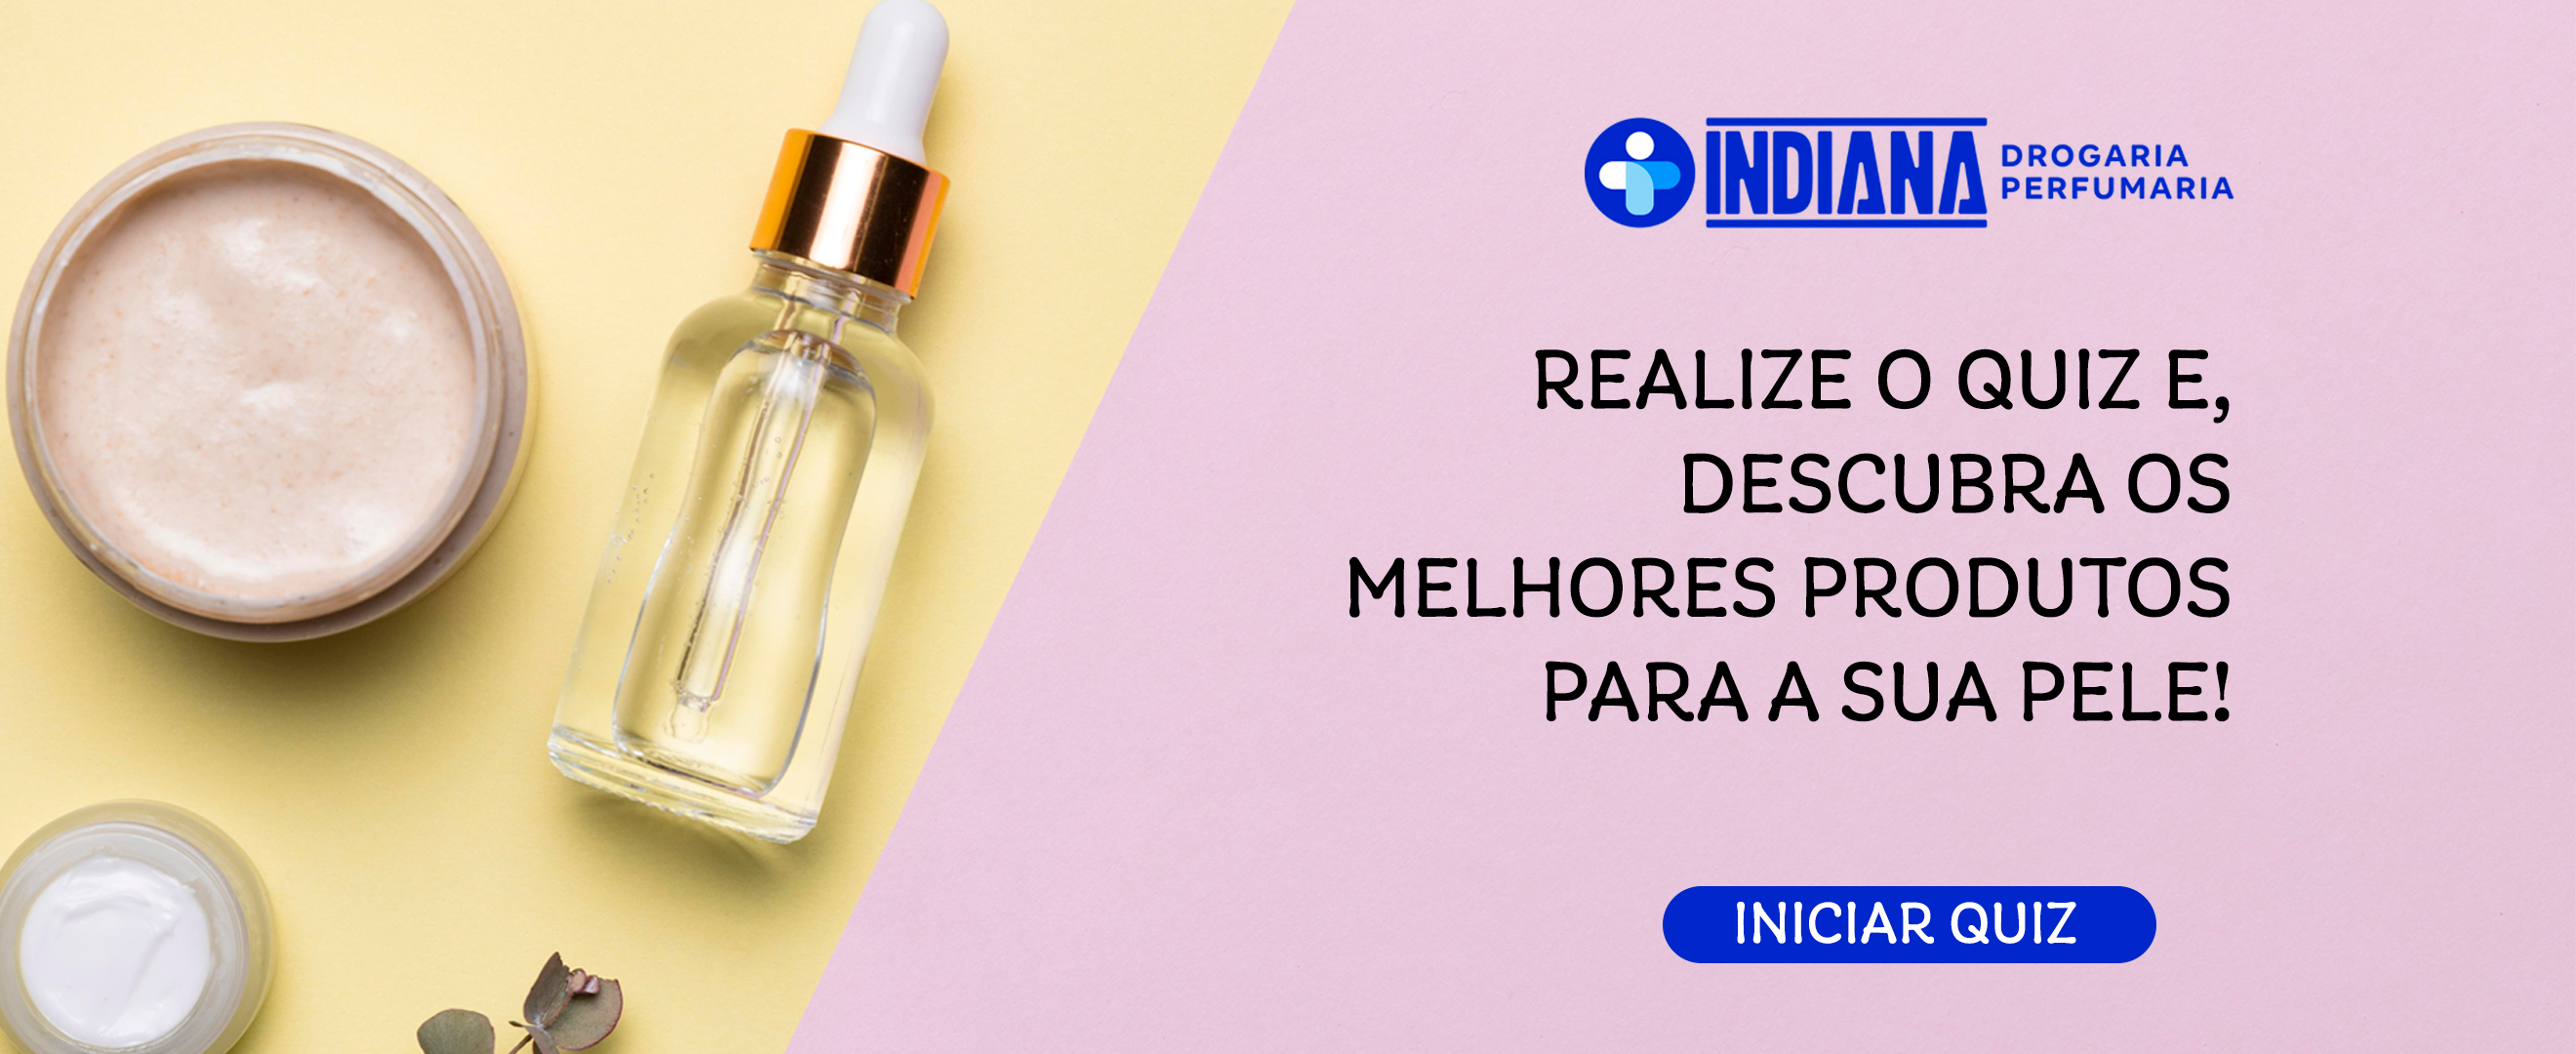 INDIANA
DROGARIA
PERFUMARIA
REALIZE O QUIZ E,
DESCUBRA OS
MELHORES PRODUTOS
PARA A SUA PELE!
INICIAR QUIZ